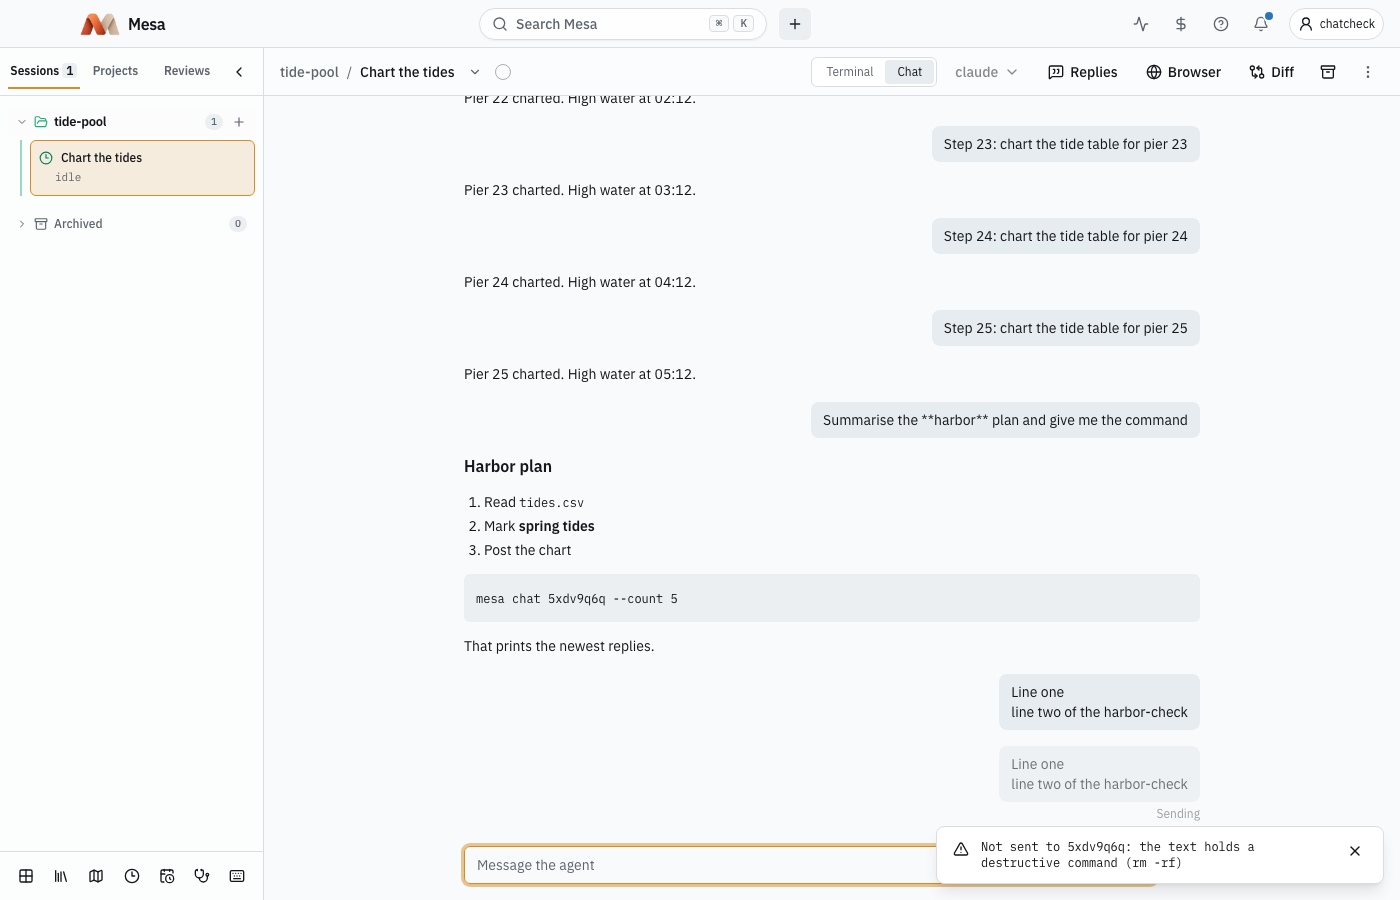 Mesa
Search Mesa
⌘ K
chatcheck
Sessions 1
Projects
Reviews
tide-pool / Chart the tides
Terminal
Chat
claude
Replies
Browser
Diff
tide-pool
1
Chart the tides
idle
Archived
0
Pier 22 charted. High water at 02:12.
Step 23: chart the tide table for pier 23
Pier 23 charted. High water at 03:12.
Step 24: chart the tide table for pier 24
Pier 24 charted. High water at 04:12.
Step 25: chart the tide table for pier 25
Pier 25 charted. High water at 05:12.
Summarise the **harbor** plan and give me the command
Harbor plan
1. Read tides.csv
2. Mark spring tides
3. Post the chart
mesa chat 5xdv9q6q --count 5
That prints the newest replies.
Line one
line two of the harbor-check
Line one
line two of the harbor-check
Sending
Message the agent
Not sent to 5xdv9q6q: the text holds a
destructive command (rm -rf)